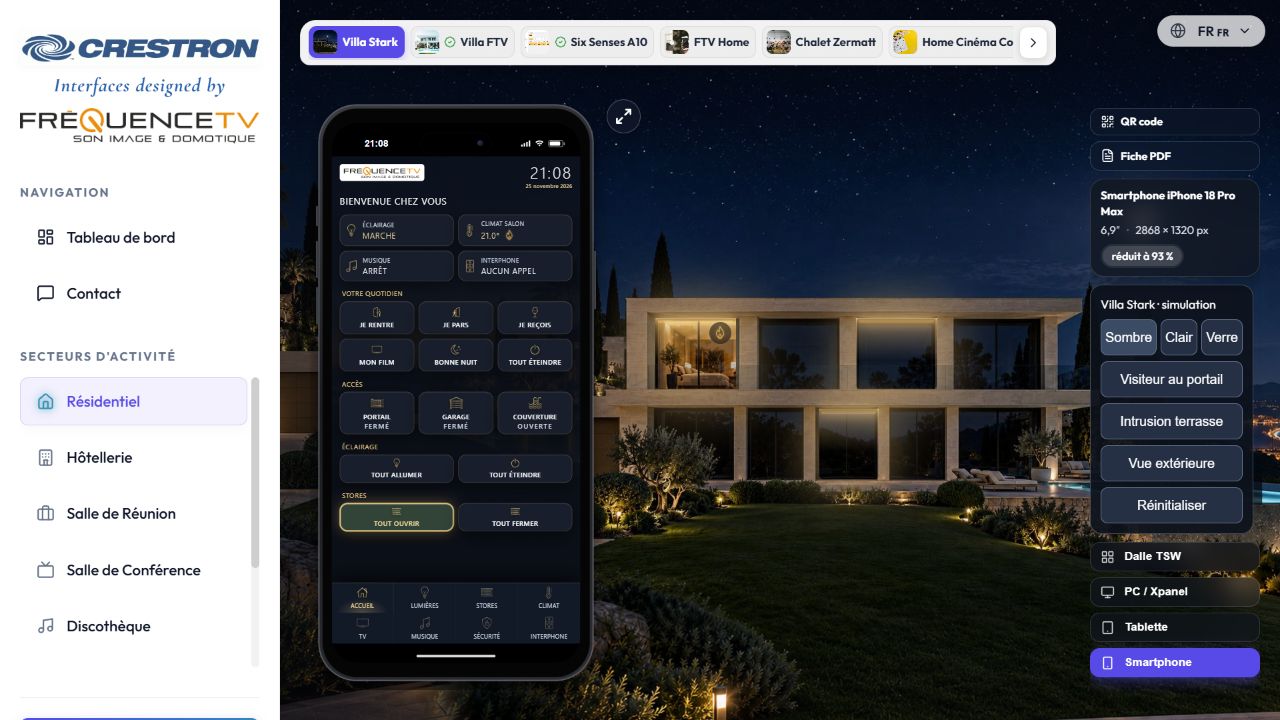 CRESTRON
Interfaces designed by
FRÉQUENCETV
SON IMAGE & DOMOTIQUE
NAVIGATION
Tableau de bord
Contact
SECTEURS D'ACTIVITÉ
Résidentiel
Hôtellerie
Salle de Réunion
Salle de Conférence
Discothèque
Villa Stark
Villa FTV
Six Senses A10
FTV Home
Chalet Zermatt
Home Cinéma Co
FR FR
21:08
FRÉQUENCETV
SON IMAGE & DOMOTIQUE
21:08
25 novembre 2026
BIENVENUE CHEZ VOUS
ÉCLAIRAGE
MARCHE
CLIMAT SALON
21.0°
MUSIQUE
ARRÊT
INTERPHONE
AUCUN APPEL
VOTRE QUOTIDIEN
JE RENTRE
JE PARS
JE REÇOIS
MON FILM
BONNE NUIT
TOUT ÉTEINDRE
ACCÈS
PORTAIL
FERMÉ
GARAGE
FERMÉ
COUVERTURE
OUVERTE
ÉCLAIRAGE
TOUT ALLUMER
TOUT ÉTEINDRE
STORES
TOUT OUVRIR
TOUT FERMER
ACCUEIL
LUMIÈRES
STORES
CLIMAT
TV
MUSIQUE
SÉCURITÉ
INTERPHONE
QR code
Fiche PDF
Smartphone iPhone 18 Pro
Max
6,9" · 2868 × 1320 px
réduit à 93 %
Villa Stark · simulation
Sombre
Clair
Verre
Visiteur au portail
Intrusion terrasse
Vue extérieure
Réinitialiser
Dalle TSW
PC / Xpanel
Tablette
Smartphone